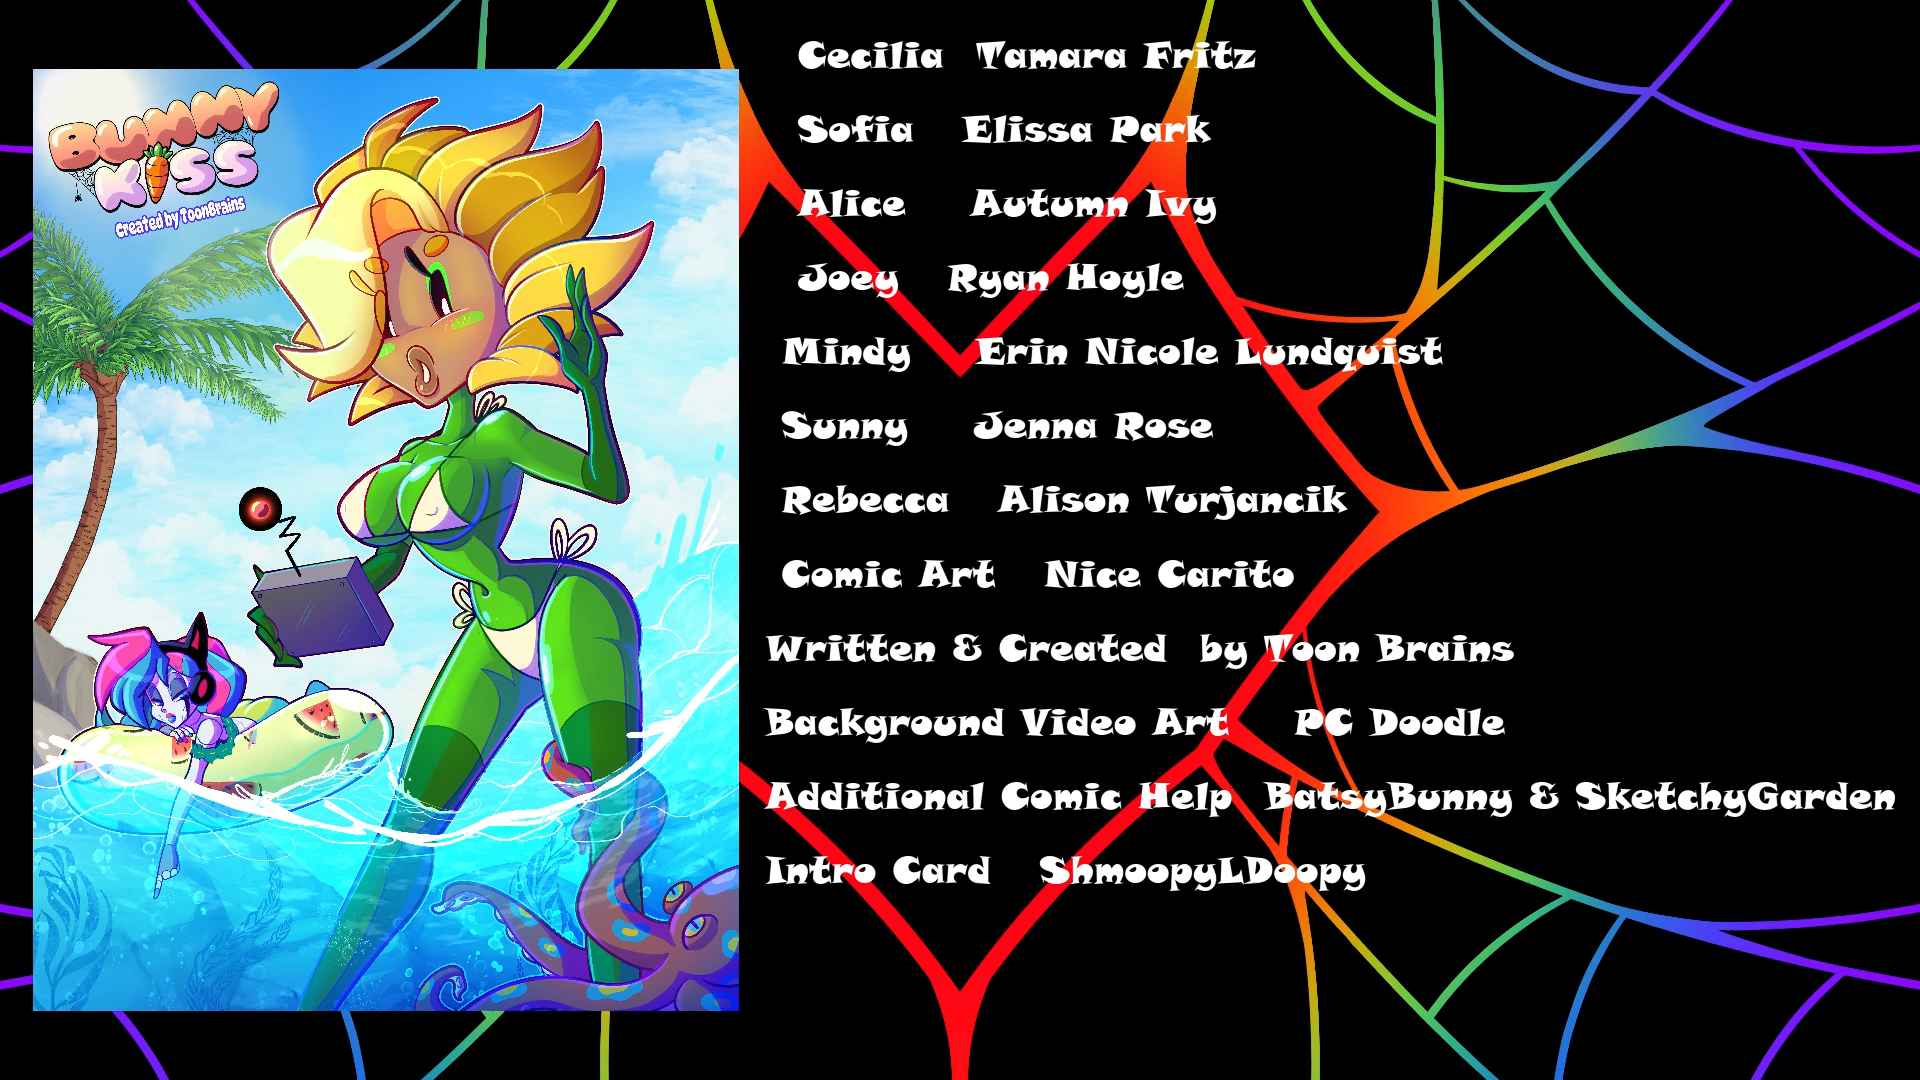 BUNNY
KISS
Created by ToonBrains
Cecilia Tamara Fritz
Sofia Elissa Park
Alice Autumn Ivy
Joey Ryan Hoyle
Mindy Erin Nicole Lundquist
Sunny Jenna Rose
Rebecca Alison Turjancik
Comic Art Nice Carito
Written & Created by Toon Brains
Background Video Art PC Doodle
Additional Comic Help BatsyBunny & SketchyGarden
Intro Card ShmoopyLDoopy